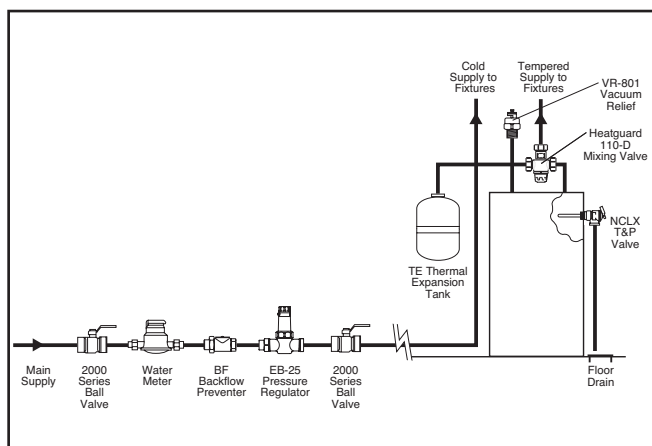 Cold
Supply to
Fixtures
Tempered
Supply to
Fixtures
VR-801
Vacuum
Relief
Heatguard
110-D
Mixing Valve
NCLX
T&P
Valve
TE Thermal
Expansion
Tank
Main
Supply
2000
Series
Ball
Valve
Water
Meter
BF
Backflow
Preventer
EB-25
Pressure
Regulator
2000
Series
Ball
Valve
Floor
Drain